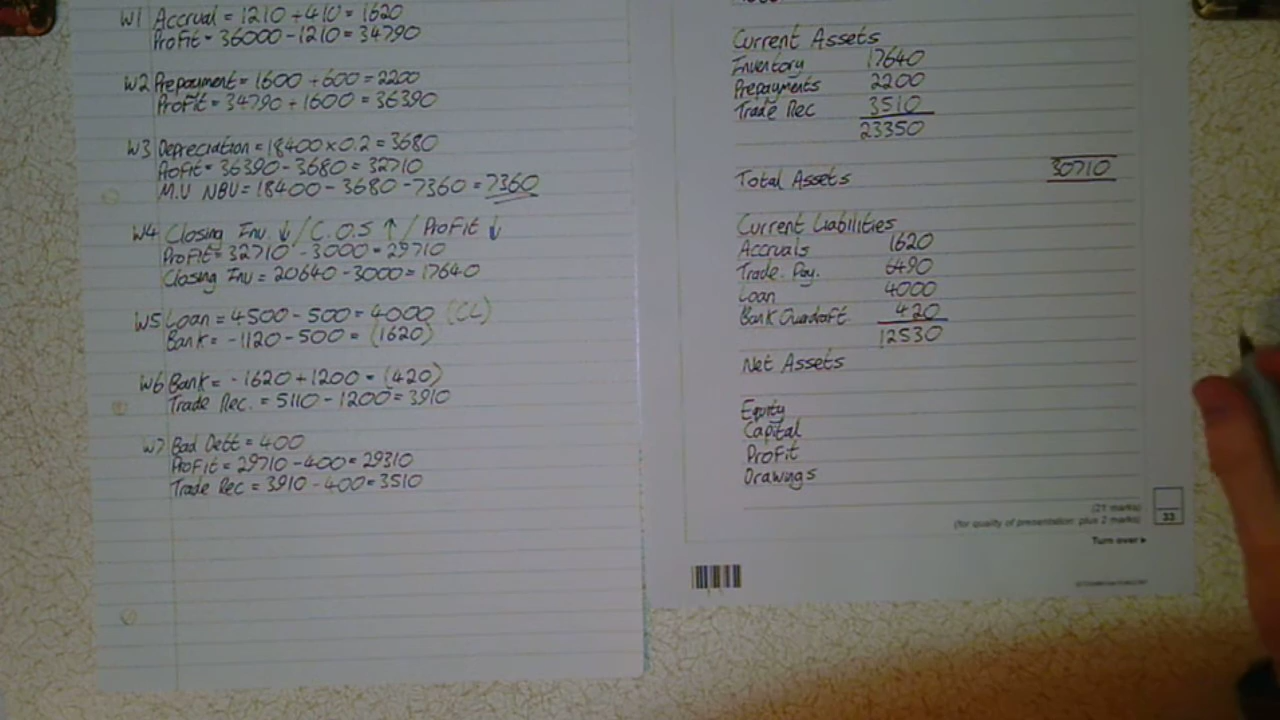 W1 Accrual = 1210 + 410 = 1620
Profit = 36000 - 1210 = 34790
W2 Prepayment = 1600 + 600 = 2200
Profit = 34790 + 1600 = 36390
W3 Depreciation = 18400 x 0.2 = 3680
Profit = 36390 - 3680 = 32710
M.V NBV = 18400 - 3680 - 7360 = 7360
W4 Closing Inv. ↓ / C.O.S ↑ / Profit ↓
Profit = 32710 - 3000 = 29710
Closing Inv = 20640 - 3000 = 17640
W5 Loan = 4500 - 500 = 4000 (CL)
Bank = -1120 - 500 = (1620)
W6 Bank = -1620 + 1200 = (420)
Trade Rec. = 5110 - 1200 = 3910
W7 Bad Debt = 400
Profit = 29710 - 400 = 29310
Trade Rec = 3910 - 400 = 3510
Current Assets
Inventory 17640
Prepayments 2200
Trade Rec 3510
23350
Total Assets 30710
Current Liabilities
Accruals 1620
Trade. Pay. 6490
Loan 4000
Bank Overdraft 420
12530
Net Assets
Equity
Capital
Profit
Drawings
(21 marks)
(for quality of presentation: plus 2 marks)
33
Turn over